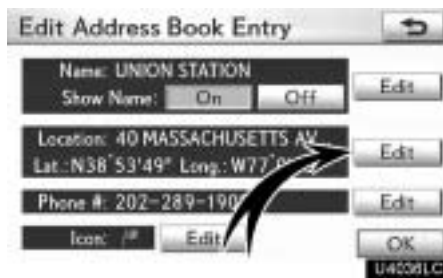 Edit Address Book Entry
Name: UNION STATION
Show Name: On Off
Edit
Location: 40 MASSACHUSETTS AV
Lat.:N38°53'49" Long.:W77°
Edit
Phone #: 202-289-190
Edit
Icon: Edit
OK
U4036LC